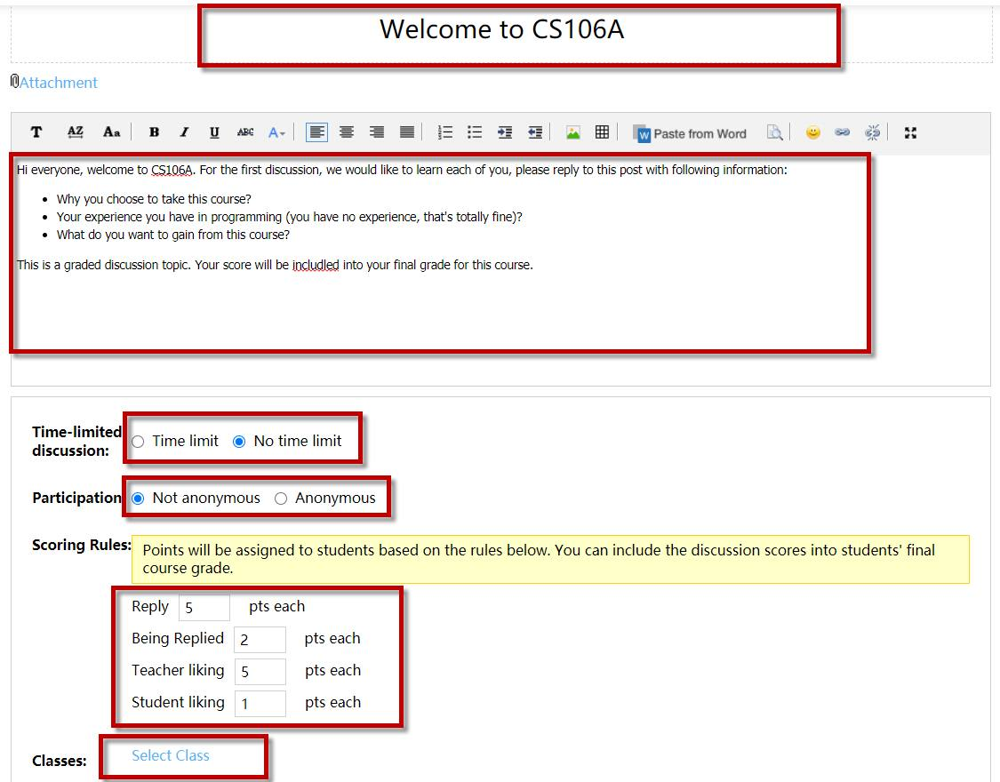 Welcome to CS106A
Attachment
T AZ Aa B I U ABC A Paste from Word
Hi everyone, welcome to CS106A. For the first discussion, we would like to learn each of you, please reply to this post with following information:
• Why you choose to take this course?
• Your experience you have in programming (you have no experience, that's totally fine)?
• What do you want to gain from this course?
This is a graded discussion topic. Your score will be includled into your final grade for this course.
Time-limited
discussion:
Time limit No time limit
Participation Not anonymous Anonymous
Scoring Rules: Points will be assigned to students based on the rules below. You can include the discussion scores into students' final
course grade.
Reply 5 pts each
Being Replied 2 pts each
Teacher liking 5 pts each
Student liking 1 pts each
Classes: Select Class